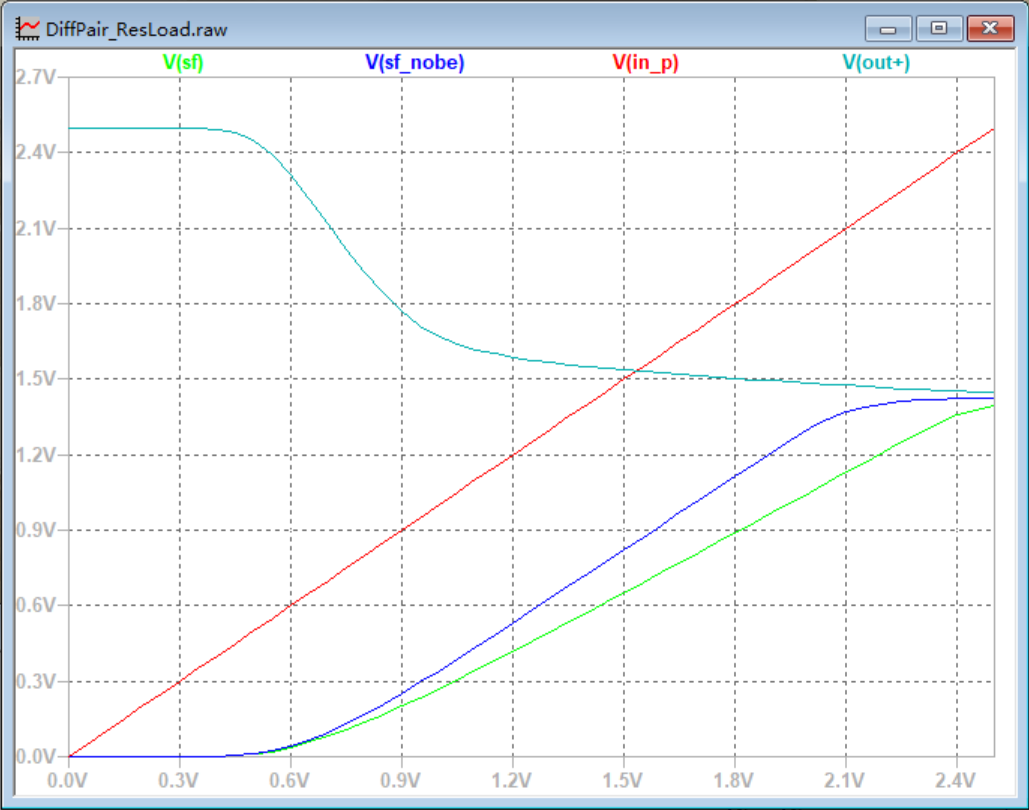 DiffPair_ResLoad.raw
V(sf) V(sf_nobe) V(in_p) V(out+)
2.7V
2.4V
2.1V
1.8V
1.5V
1.2V
0.9V
0.6V
0.3V
0.0V
0.0V 0.3V 0.6V 0.9V 1.2V 1.5V 1.8V 2.1V 2.4V